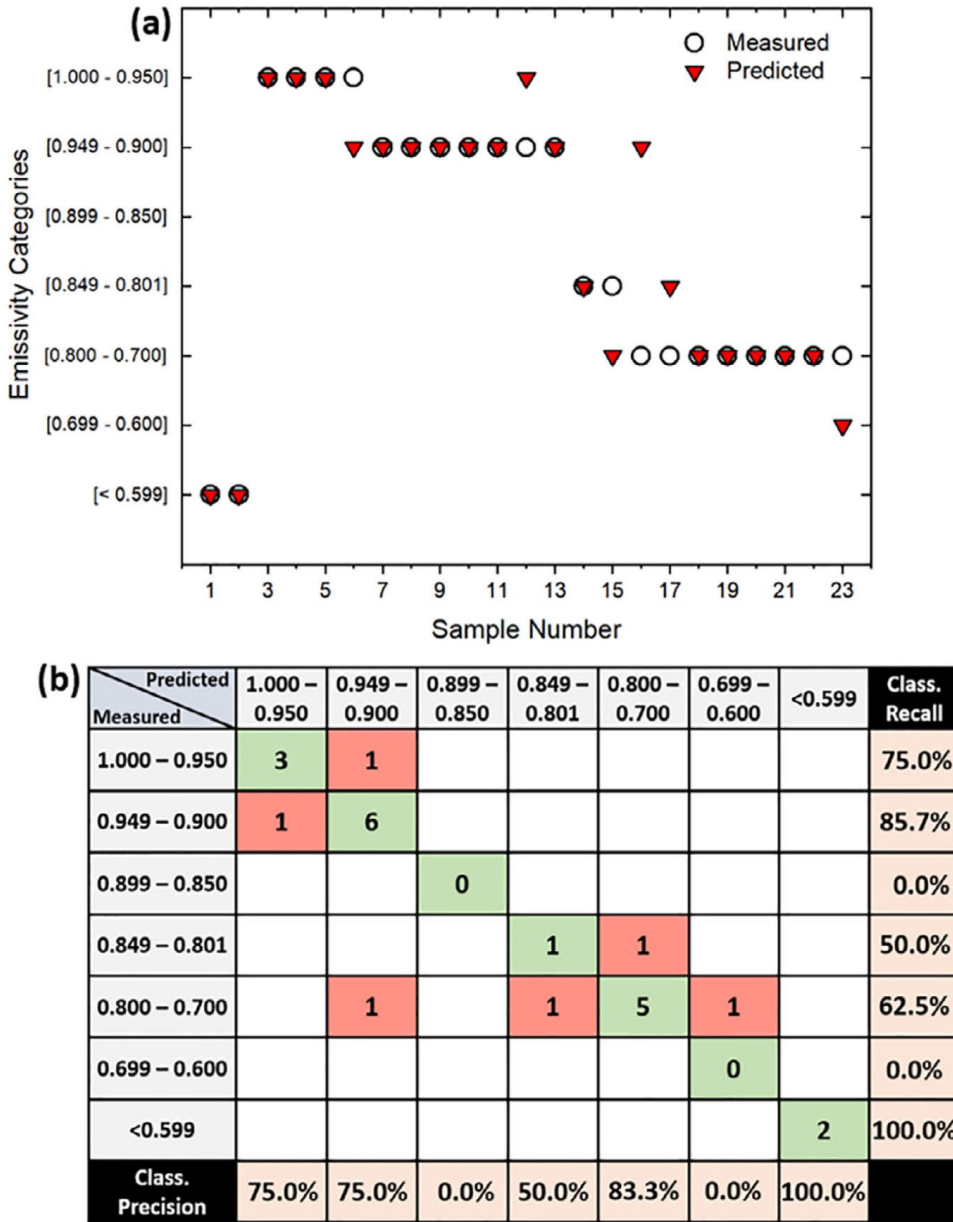 (a)
Measured
Predicted
Emissivity Categories
[1.000 - 0.950]
[0.949 - 0.900]
[0.899 - 0.850]
[0.849 - 0.801]
[0.800 - 0.700]
[0.699 - 0.600]
[< 0.599]
1 3 5 7 9 11 13 15 17 19 21 23
Sample Number
(b)
Predicted
Measured
1.000 – 0.950
0.949 – 0.900
0.899 – 0.850
0.849 – 0.801
0.800 – 0.700
0.699 – 0.600
<0.599
Class. Recall
1.000 – 0.950 3 1 75.0%
0.949 – 0.900 1 6 85.7%
0.899 – 0.850 0 0.0%
0.849 – 0.801 1 1 50.0%
0.800 – 0.700 1 1 5 1 62.5%
0.699 – 0.600 0 0.0%
<0.599 2 100.0%
Class. Precision 75.0% 75.0% 0.0% 50.0% 83.3% 0.0% 100.0%